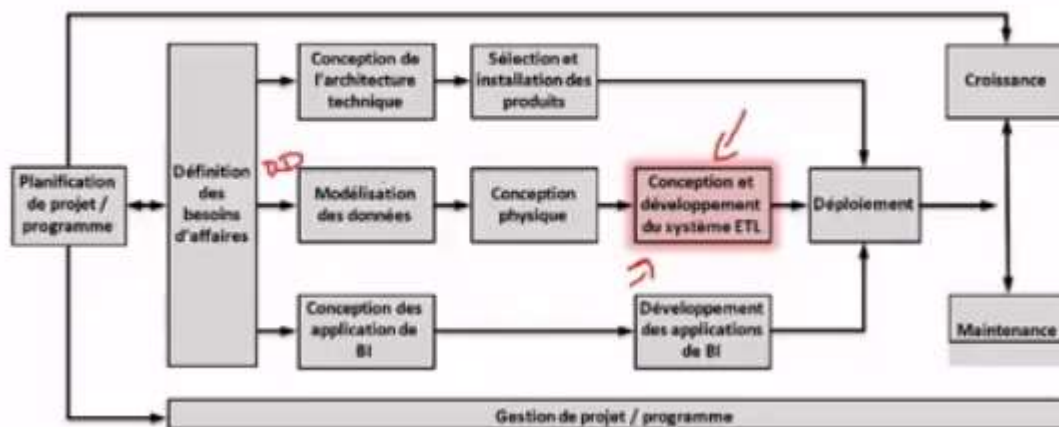 Planification
de projet /
programme
Définition
des
besoins
d'affaires
Conception de
l'architecture
technique
Sélection et
installation des
produits
Modélisation
des données
Conception
physique
Conception et
développement
du système ETL
Conception des
application de
BI
Développement
des applications
de BI
Déploiement
Croissance
Maintenance
Gestion de projet / programme